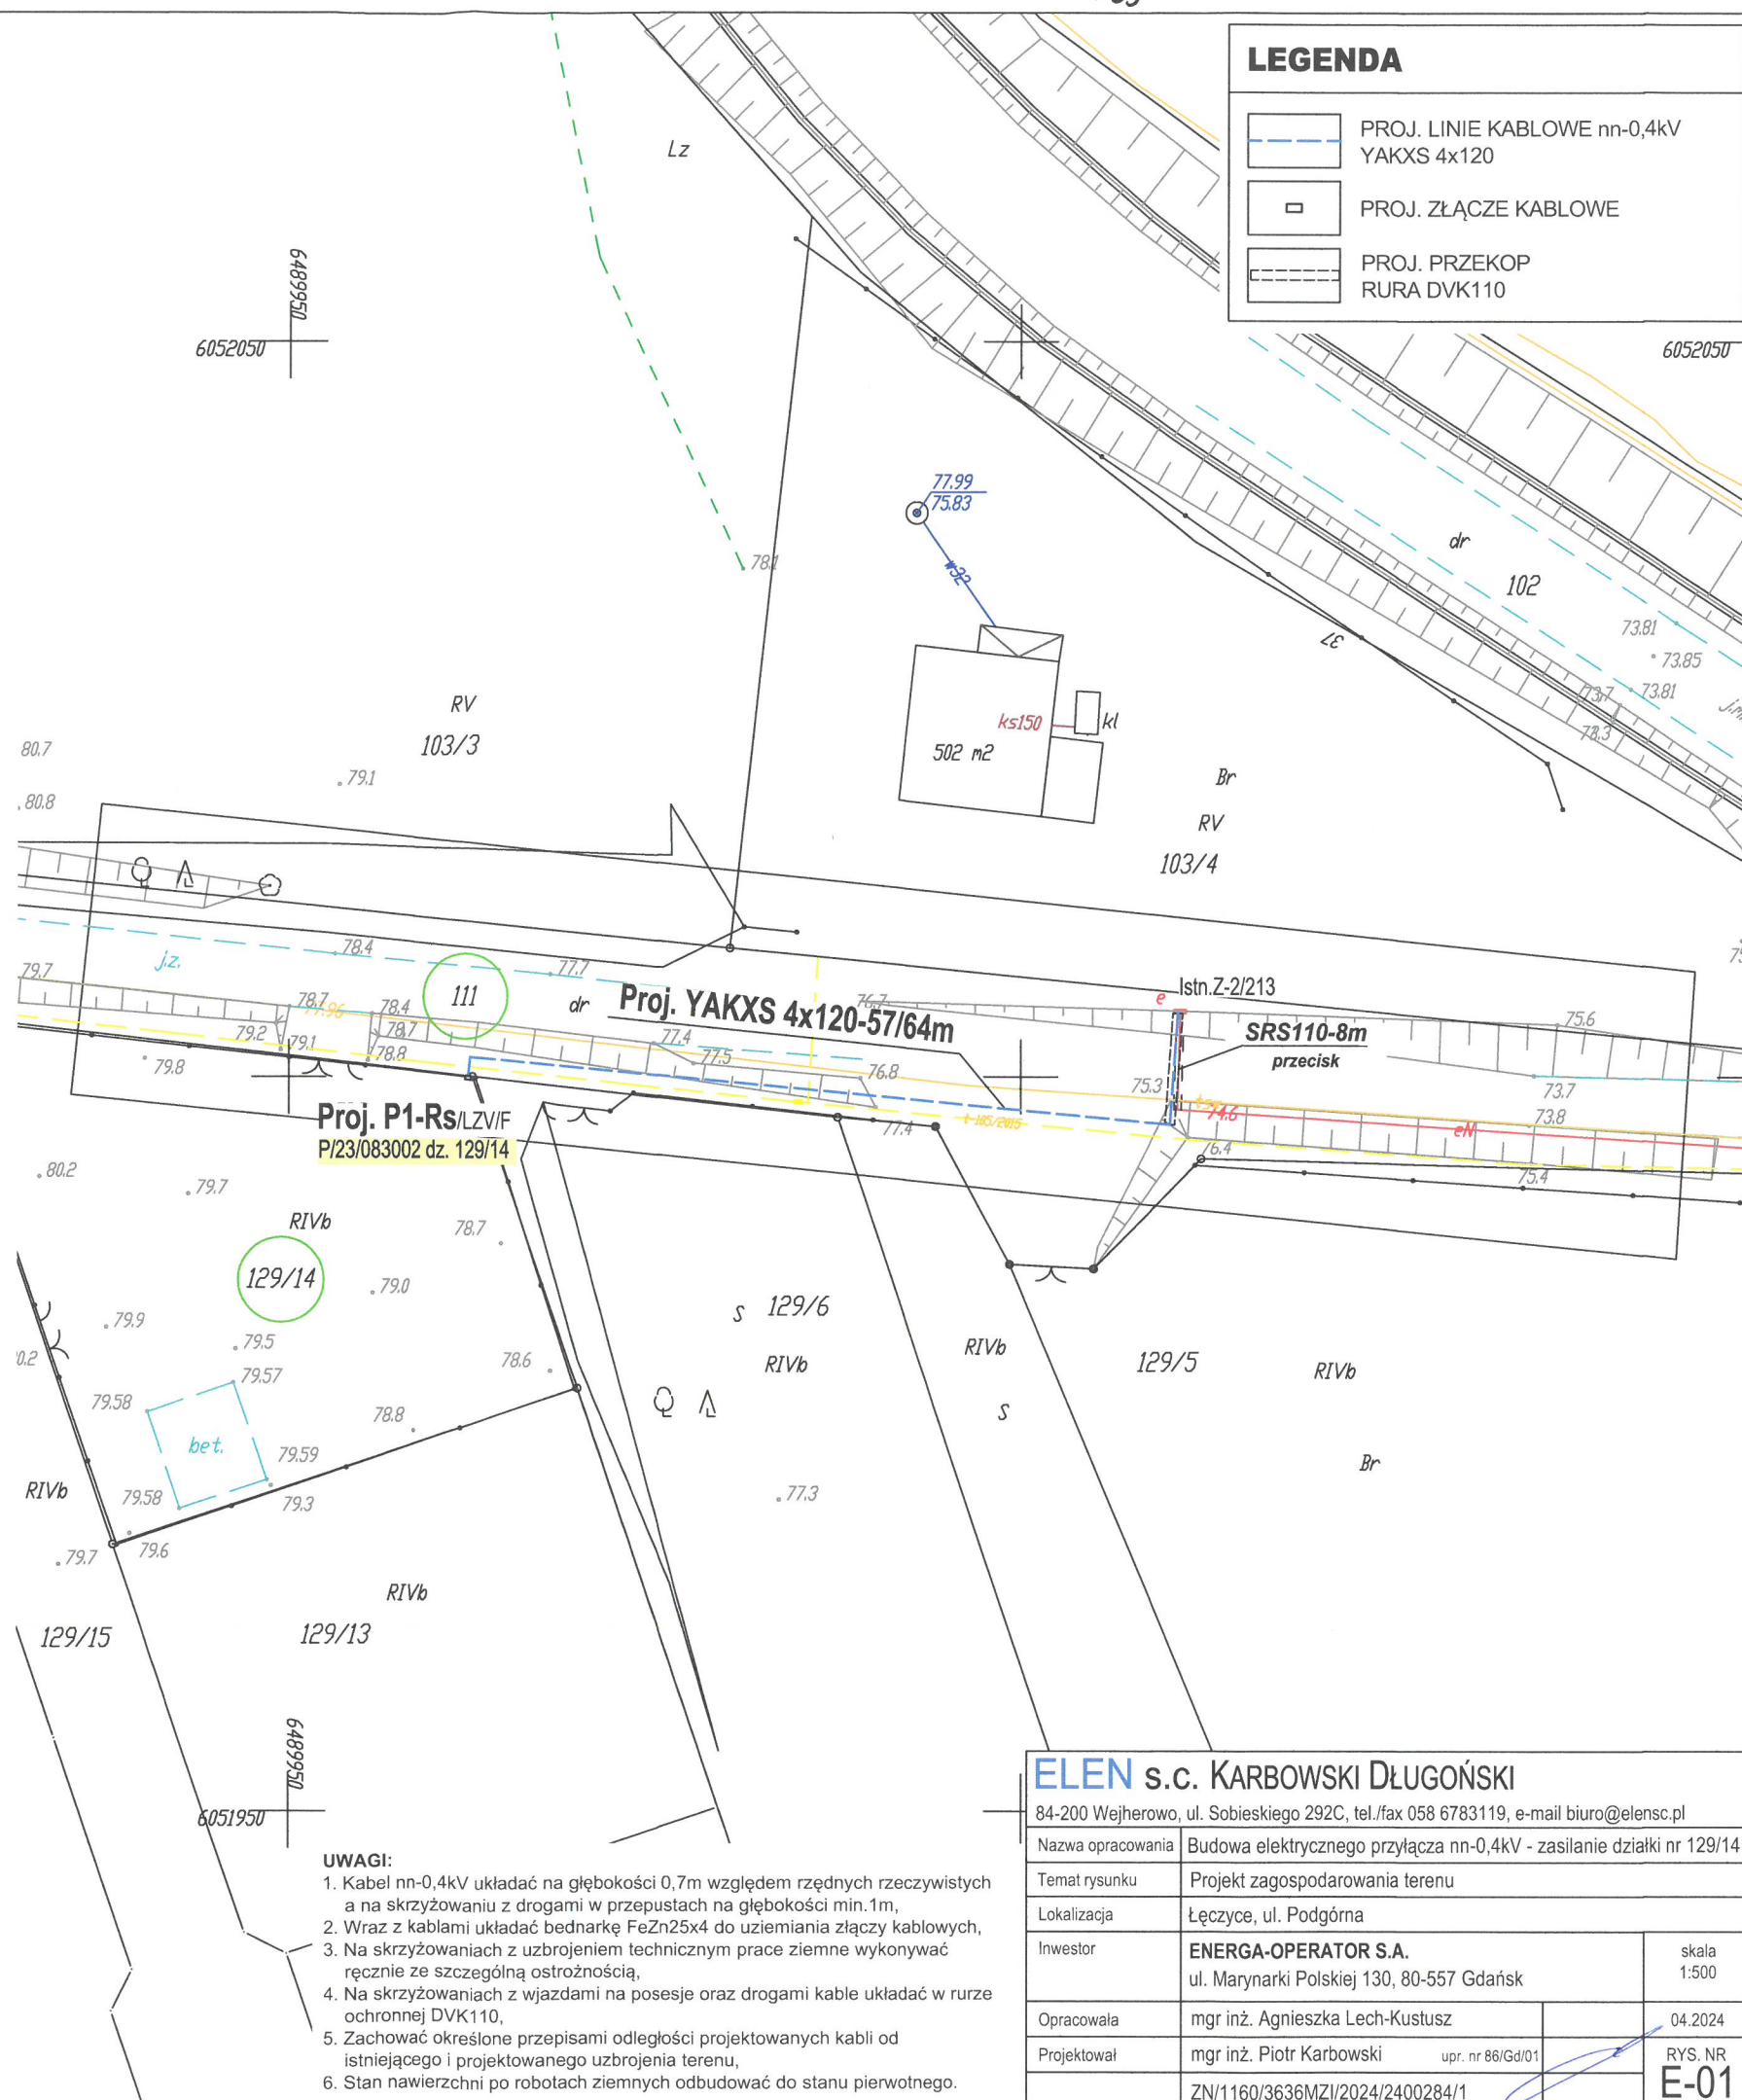 LEGENDA
PROJ. LINIE KABLOWE nn-0,4kV
YAKXS 4x120
PROJ. ZŁĄCZE KABLOWE
PROJ. PRZEKOP
RURA DVK110
Lz
6489950
6052050
6052050
77.99
75.83
w32
78.1
dr
102
73.81
73.85
73.81
73.7
73.3
37
RV
103/3
79.1
80.7
80.8
ks150
kl
502 m2
Br
RV
103/4
j.z.
78.4
77.7
79.7
78.7
77.96
78.4
111
dr
Proj. YAKXS 4x120-57/64m
76.7
e
Istn.Z-2/213
75.6
SRS110-8m
przecisk
79.2
79.1
78.7
78.8
77.4
77.5
76.8
75.3
73.7
79.8
t-105/2015
74.6
73.8
eN
77.4
76.4
75.4
Proj. P1-Rs/LZV/F
P/23/083002 dz. 129/14
80.2
79.7
RIVb
78.7
129/14
79.0
79.9
79.5
S 129/6
RIVb
RIVb
129/5
RIVb
S
0.2
79.57
79.58
78.6
78.8
bet.
79.59
79.58
79.3
RIVb
77.3
Br
79.7
79.6
RIVb
129/15
129/13
6489950
6051950
UWAGI:
1. Kabel nn-0,4kV układać na głębokości 0,7m względem rzędnych rzeczywistych
a na skrzyżowaniu z drogami w przepustach na głębokości min.1m,
2. Wraz z kablami układać bednarkę FeZn25x4 do uziemiania złączy kablowych,
3. Na skrzyżowaniach z uzbrojeniem technicznym prace ziemne wykonywać
ręcznie ze szczególną ostrożnością,
4. Na skrzyżowaniach z wjazdami na posesje oraz drogami kable układać w rurze
ochronnej DVK110,
5. Zachować określone przepisami odległości projektowanych kabli od
istniejącego i projektowanego uzbrojenia terenu,
6. Stan nawierzchni po robotach ziemnych odbudować do stanu pierwotnego.
ELEN s.c. KARBOWSKI DŁUGOŃSKI
84-200 Wejherowo, ul. Sobieskiego 292C, tel./fax 058 6783119, e-mail biuro@elensc.pl
Nazwa opracowania Budowa elektrycznego przyłącza nn-0,4kV - zasilanie działki nr 129/14
Temat rysunku Projekt zagospodarowania terenu
Lokalizacja Łęczyce, ul. Podgórna
Inwestor ENERGA-OPERATOR S.A.
ul. Marynarki Polskiej 130, 80-557 Gdańsk
skala
1:500
Opracowała mgr inż. Agnieszka Lech-Kustusz 04.2024
Projektował mgr inż. Piotr Karbowski upr. nr 86/Gd/01
RYS. NR
E-01
ZN/1160/3636MZI/2024/2400284/1